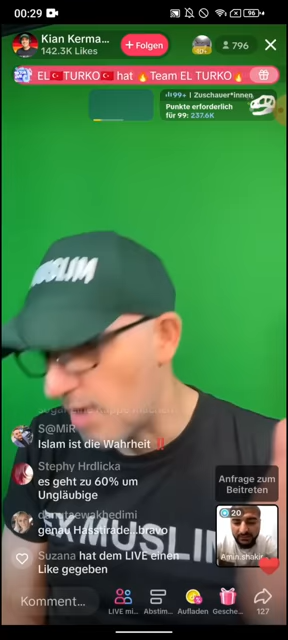 00:29
96
Kian Kerma...
142.3K Likes
+ Folgen
796
EL🇹🇷TURKO🇹🇷 hat 🔥Team EL TURKO🔥
99+ | Zuschauer*innen
Punkte erforderlich
für 99: 237.6K
S@MiR
Islam ist die Wahrheit ‼️
Stephy Hrdlicka
es geht zu 60% um
Ungläubige
genau Hasstirade...bravo
Suzana hat dem LIVE einen
Like gegeben
Anfrage zum
Beitreten
20
Amin.shakir
Komment...
LIVE mi...
Abstim...
Aufladen
Gesche...
127